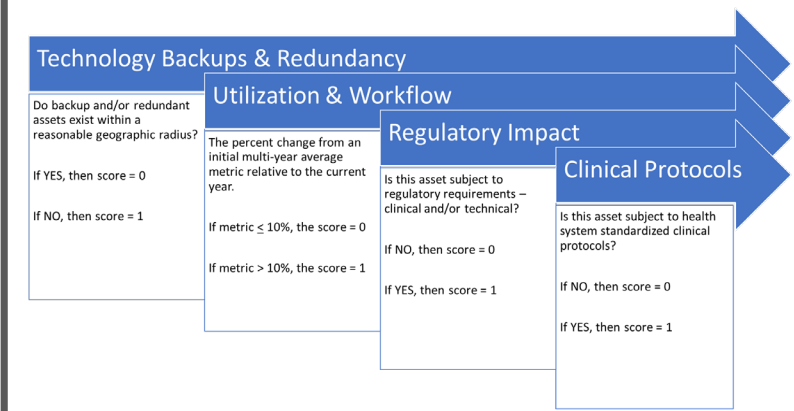 Technology Backups & Redundancy
Do backup and/or redundant
assets exist within a
reasonable geographic radius?
If YES, then score = 0
If NO, then score = 1
Utilization & Workflow
The percent change from an
initial multi-year average
metric relative to the current
year.
If metric ≤ 10%, the score = 0
If metric > 10%, the score = 1
Regulatory Impact
Is this asset subject to
regulatory requirements –
clinical and/or technical?
If NO, then score = 0
If YES, then score = 1
Clinical Protocols
Is this asset subject to health
system standardized clinical
protocols?
If NO, then score = 0
If YES, then score = 1